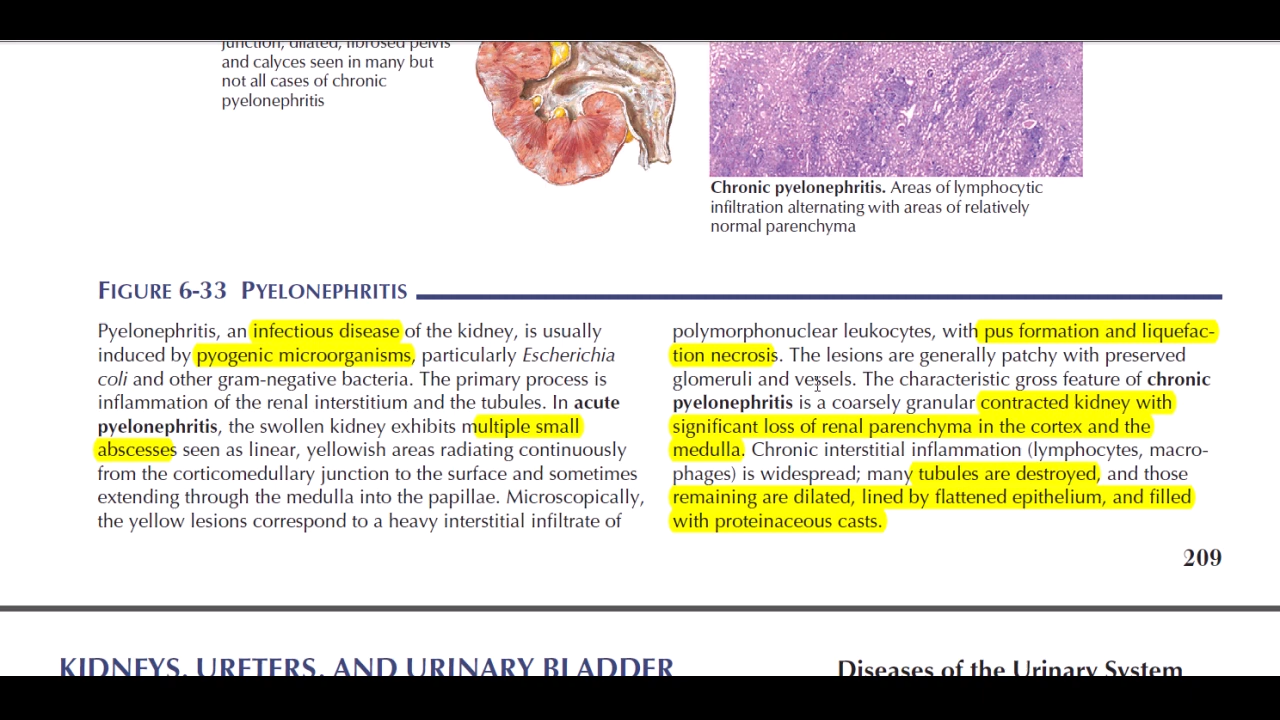 junction, dilated, fibrosed pelvis
and calyces seen in many but
not all cases of chronic
pyelonephritis
Chronic pyelonephritis. Areas of lymphocytic
infiltration alternating with areas of relatively
normal parenchyma
FIGURE 6-33 PYELONEPHRITIS
Pyelonephritis, an infectious disease of the kidney, is usually
induced by pyogenic microorganisms, particularly Escherichia
coli and other gram-negative bacteria. The primary process is
inflammation of the renal interstitium and the tubules. In acute
pyelonephritis, the swollen kidney exhibits multiple small
abscesses seen as linear, yellowish areas radiating continuously
from the corticomedullary junction to the surface and sometimes
extending through the medulla into the papillae. Microscopically,
the yellow lesions correspond to a heavy interstitial infiltrate of
polymorphonuclear leukocytes, with pus formation and liquefac-
tion necrosis. The lesions are generally patchy with preserved
glomeruli and vessels. The characteristic gross feature of chronic
pyelonephritis is a coarsely granular contracted kidney with
significant loss of renal parenchyma in the cortex and the
medulla. Chronic interstitial inflammation (lymphocytes, macro-
phages) is widespread; many tubules are destroyed, and those
remaining are dilated, lined by flattened epithelium, and filled
with proteinaceous casts.
209
KIDNEYS, URETERS, AND URINARY BLADDER
Diseases of the Urinary System